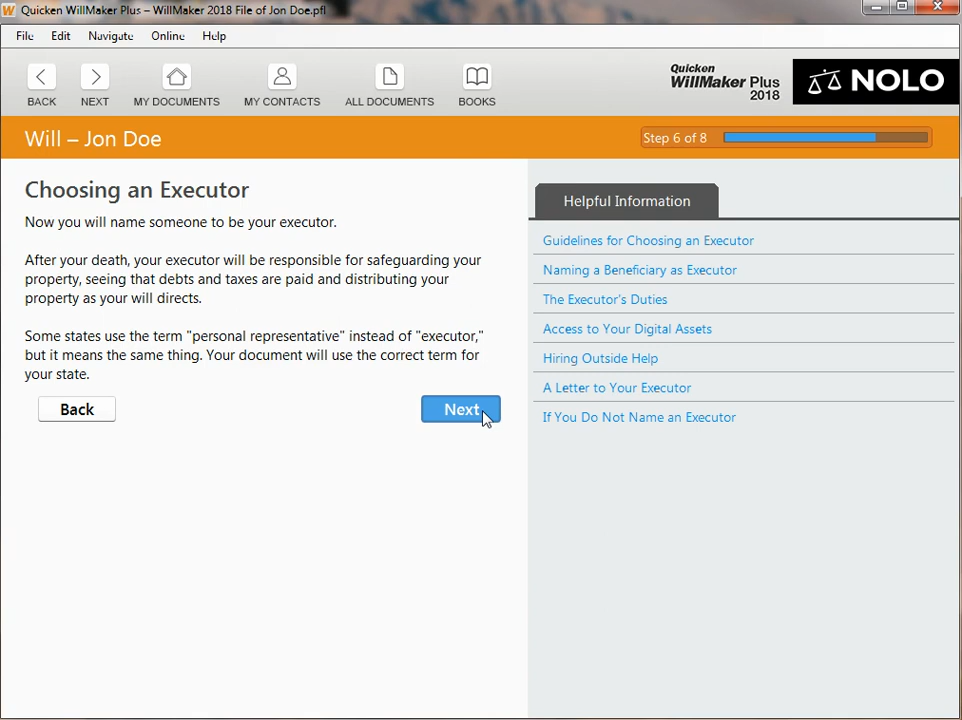 Quicken WillMaker Plus – WillMaker 2018 File of Jon Doe.pfl
File Edit Navigate Online Help
BACK NEXT MY DOCUMENTS MY CONTACTS ALL DOCUMENTS BOOKS
Quicken
WillMaker Plus
2018
NOLO
Will – Jon Doe
Step 6 of 8
Choosing an Executor
Now you will name someone to be your executor.
After your death, your executor will be responsible for safeguarding your
property, seeing that debts and taxes are paid and distributing your
property as your will directs.
Some states use the term "personal representative" instead of "executor,"
but it means the same thing. Your document will use the correct term for
your state.
Back Next
Helpful Information
Guidelines for Choosing an Executor
Naming a Beneficiary as Executor
The Executor's Duties
Access to Your Digital Assets
Hiring Outside Help
A Letter to Your Executor
If You Do Not Name an Executor